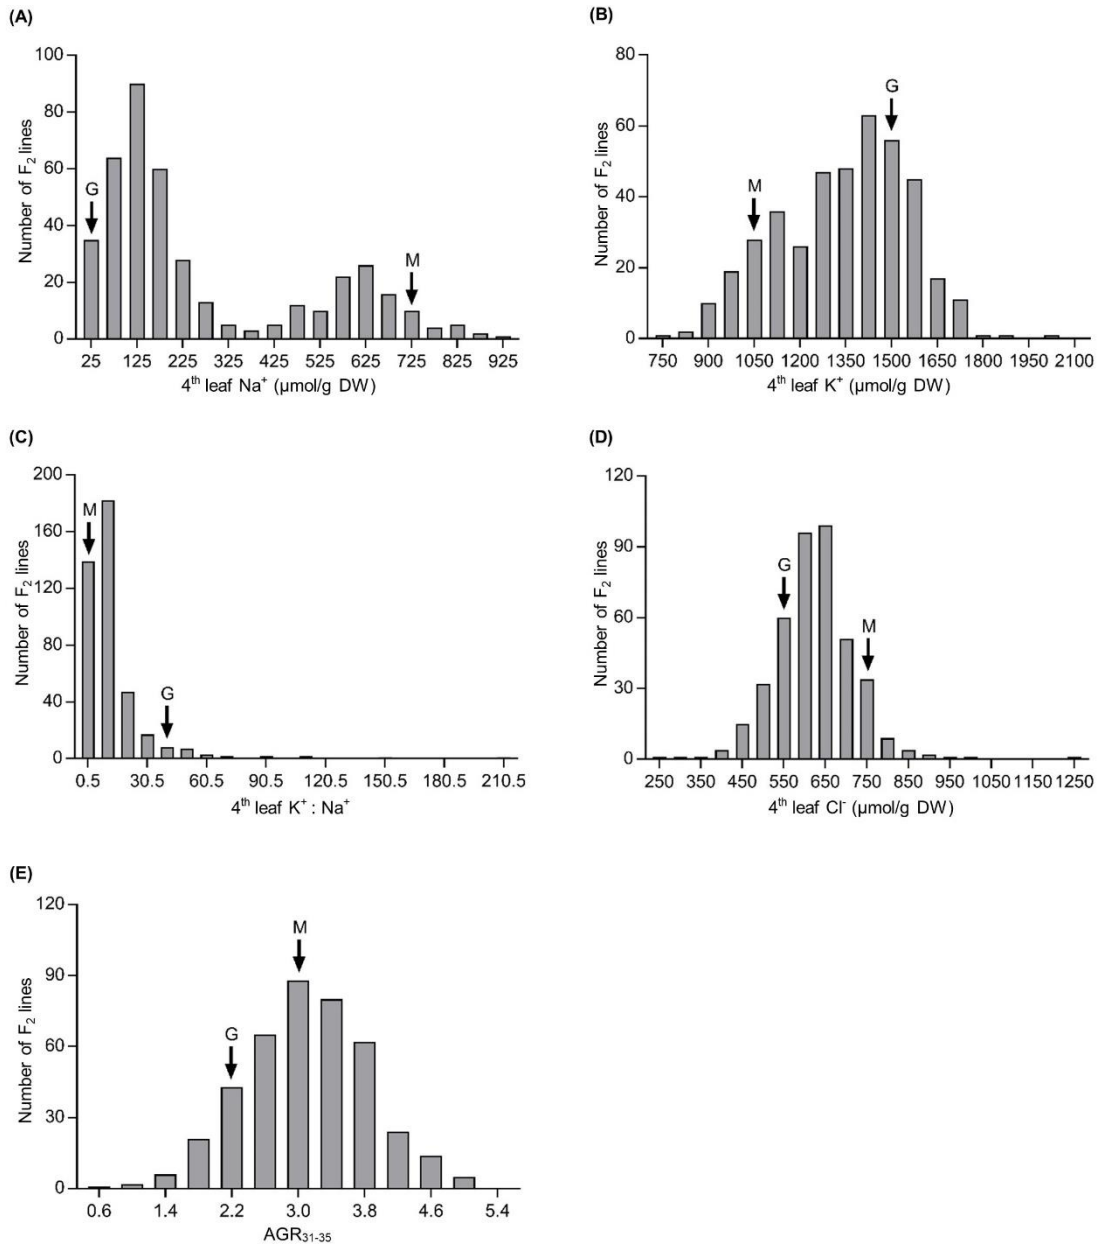 (A)
100
80
60
40
20
0
Number of F₂ lines
G
M
25 125 225 325 425 525 625 725 825 925
4ᵗʰ leaf Na⁺ (µmol/g DW)
(B)
80
60
40
20
0
Number of F₂ lines
M
G
750 900 1050 1200 1350 1500 1650 1800 1950 2100
4ᵗʰ leaf K⁺ (µmol/g DW)
(C)
200
160
120
80
40
0
Number of F₂ lines
M
G
0.5 30.5 60.5 90.5 120.5 150.5 180.5 210.5
4ᵗʰ leaf K⁺ : Na⁺
(D)
120
90
60
30
0
Number of F₂ lines
G
M
250 350 450 550 650 750 850 950 1050 1150 1250
4ᵗʰ leaf Cl⁻ (µmol/g DW)
(E)
120
90
60
30
0
Number of F₂ lines
G
M
0.6 1.4 2.2 3.0 3.8 4.6 5.4
AGR₃₁₋₃₅